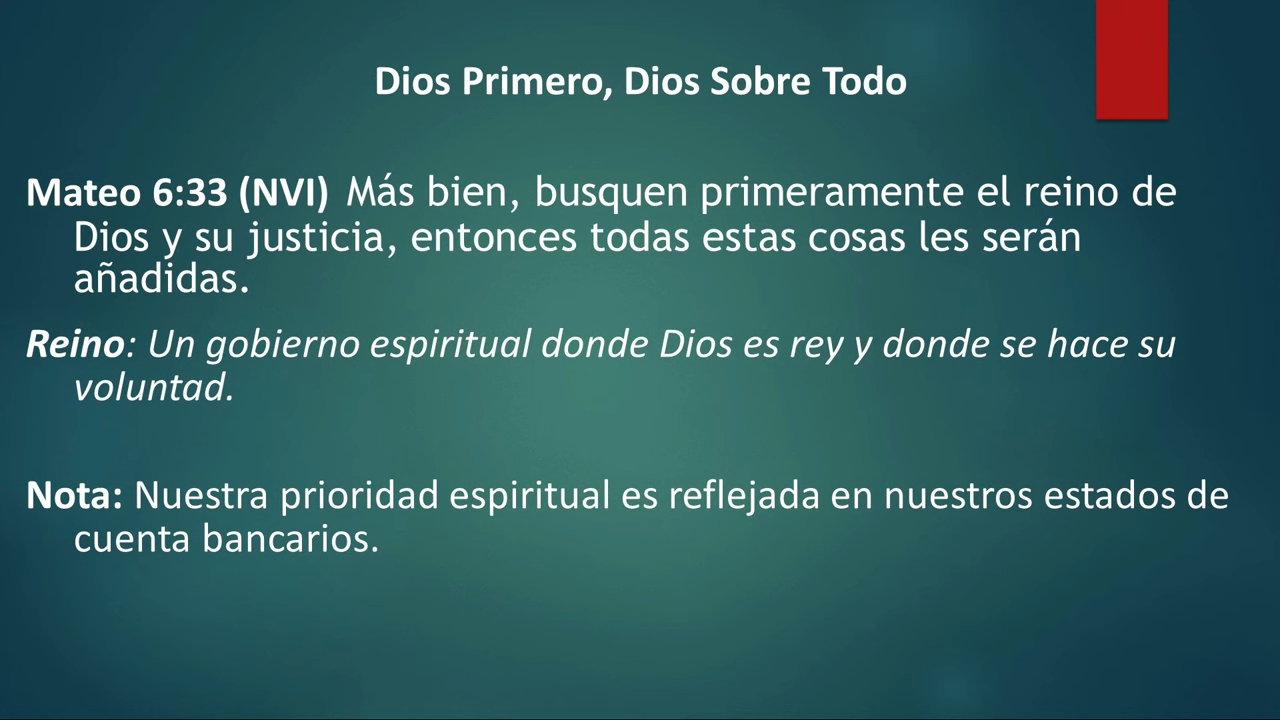 Dios Primero, Dios Sobre Todo
Mateo 6:33 (NVI) Más bien, busquen primeramente el reino de
Dios y su justicia, entonces todas estas cosas les serán
añadidas.
Reino: Un gobierno espiritual donde Dios es rey y donde se hace su
voluntad.
Nota: Nuestra prioridad espiritual es reflejada en nuestros estados de
cuenta bancarios.